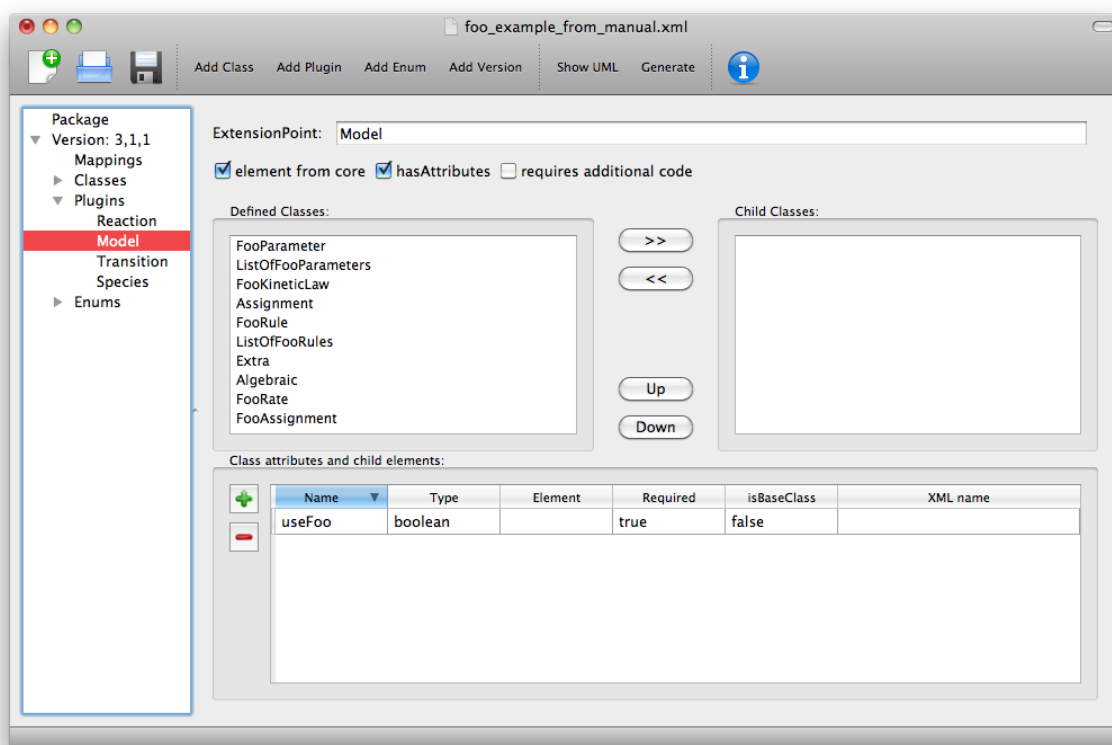 foo_example_from_manual.xml
Add Class Add Plugin Add Enum Add Version Show UML Generate
Package
Version: 3,1,1
Mappings
Classes
Plugins
Reaction
Model
Transition
Species
Enums
ExtensionPoint: Model
element from core hasAttributes requires additional code
Defined Classes:
FooParameter
ListOfFooParameters
FooKineticLaw
Assignment
FooRule
ListOfFooRules
Extra
Algebraic
FooRate
FooAssignment
>>
<<
Up
Down
Child Classes:
Class attributes and child elements:
Name Type Element Required isBaseClass XML name
useFoo boolean true false